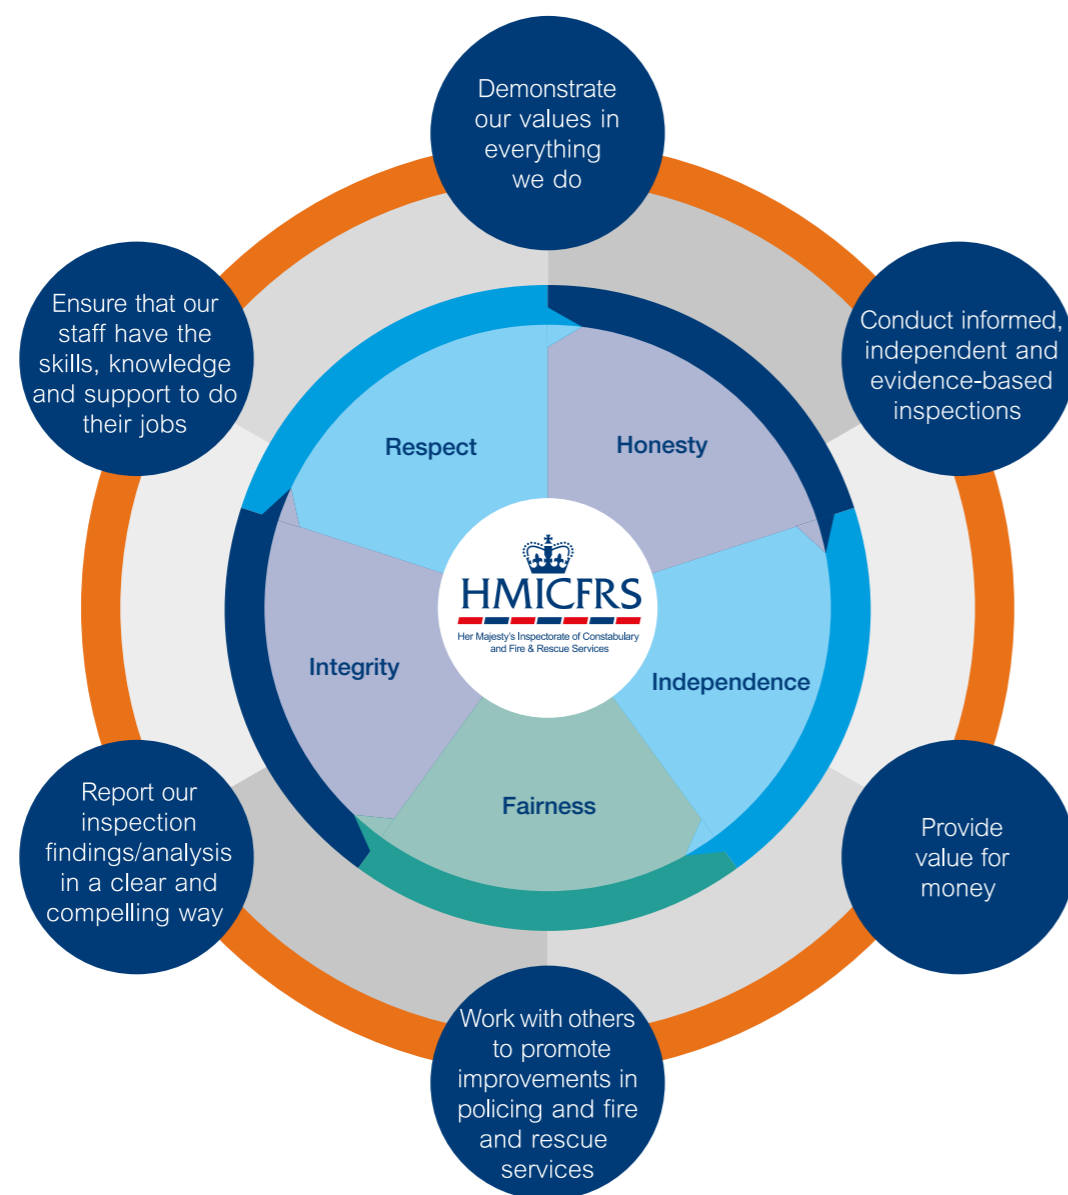 Demonstrate
our values in
everything
we do
Conduct informed,
independent and
evidence-based
inspections
Provide
value for
money
Work with others
to promote
improvements in
policing and fire
and rescue
services
Report our
inspection
findings/analysis
in a clear and
compelling way
Ensure that our
staff have the
skills, knowledge
and support to do
their jobs
Respect
Honesty
Independence
Fairness
Integrity
HMICFRS
Her Majesty's Inspectorate of Constabulary
and Fire & Rescue Services